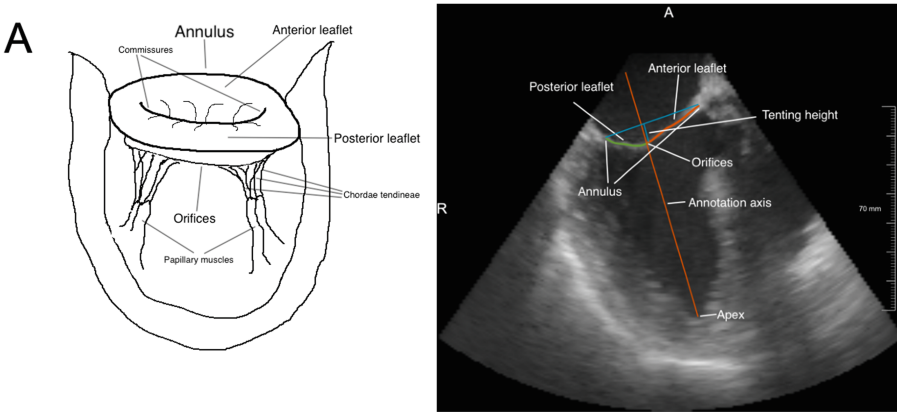 A
Annulus
Anterior leaflet
Commissures
Posterior leaflet
Chordae tendineae
Orifices
Papillary muscles
A
Anterior leaflet
Posterior leaflet
Tenting height
Orifices
Annulus
Annotation axis
R
70 mm
Apex